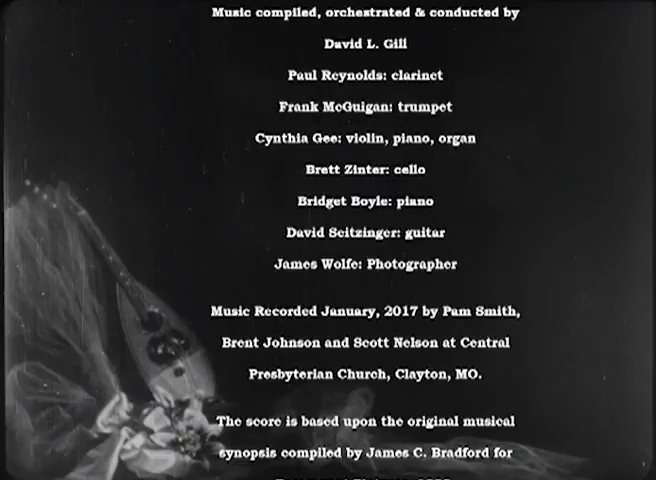 Music compiled, orchestrated & conducted by
David L. Gill
Paul Reynolds: clarinet
Frank McGuigan: trumpet
Cynthia Gee: violin, piano, organ
Brett Zinter: cello
Bridget Boyle: piano
David Seitzinger: guitar
James Wolfe: Photographer
Music Recorded January, 2017 by Pam Smith,
Brent Johnson and Scott Nelson at Central
Presbyterian Church, Clayton, MO.
The score is based upon the original musical
synopsis compiled by James C. Bradford for